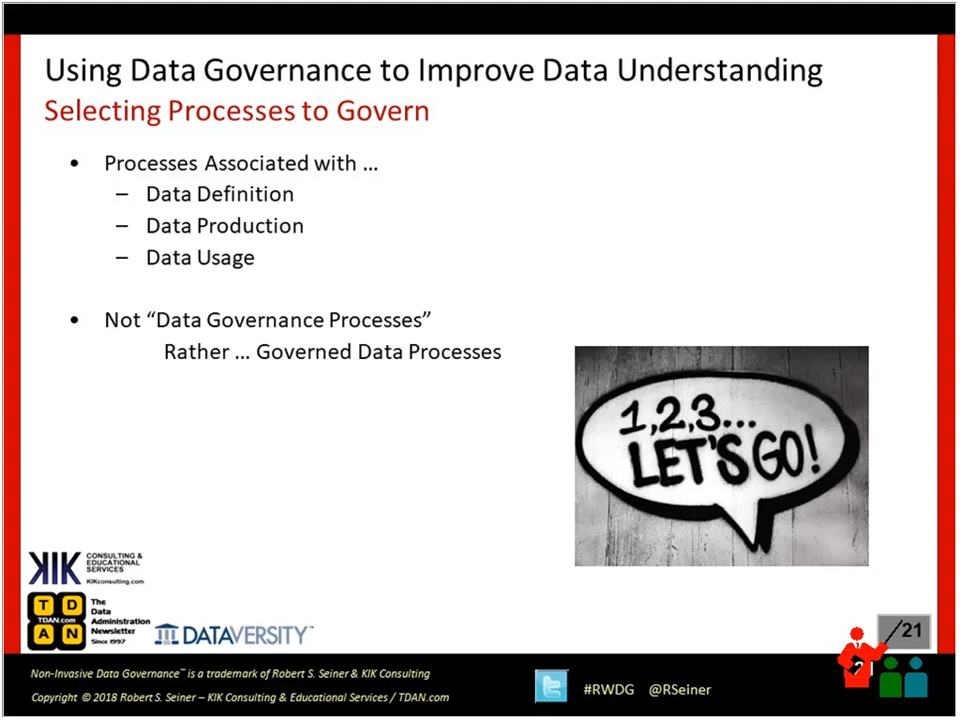 Using Data Governance to Improve Data Understanding
Selecting Processes to Govern
• Processes Associated with …
– Data Definition
– Data Production
– Data Usage
• Not “Data Governance Processes”
Rather … Governed Data Processes
1,2,3...
LET'S GO!
KIK CONSULTING &
EDUCATIONAL
SERVICES
KIKconsulting.com
T D
TDAN.com
A N
The
Data
Administration
Newsletter
Since 1997
DATAVERSITY™
/21
Non-Invasive Data Governance™ is a trademark of Robert S. Seiner & KIK Consulting
Copyright © 2018 Robert S. Seiner – KIK Consulting & Educational Services / TDAN.com
#RWDG @RSeiner